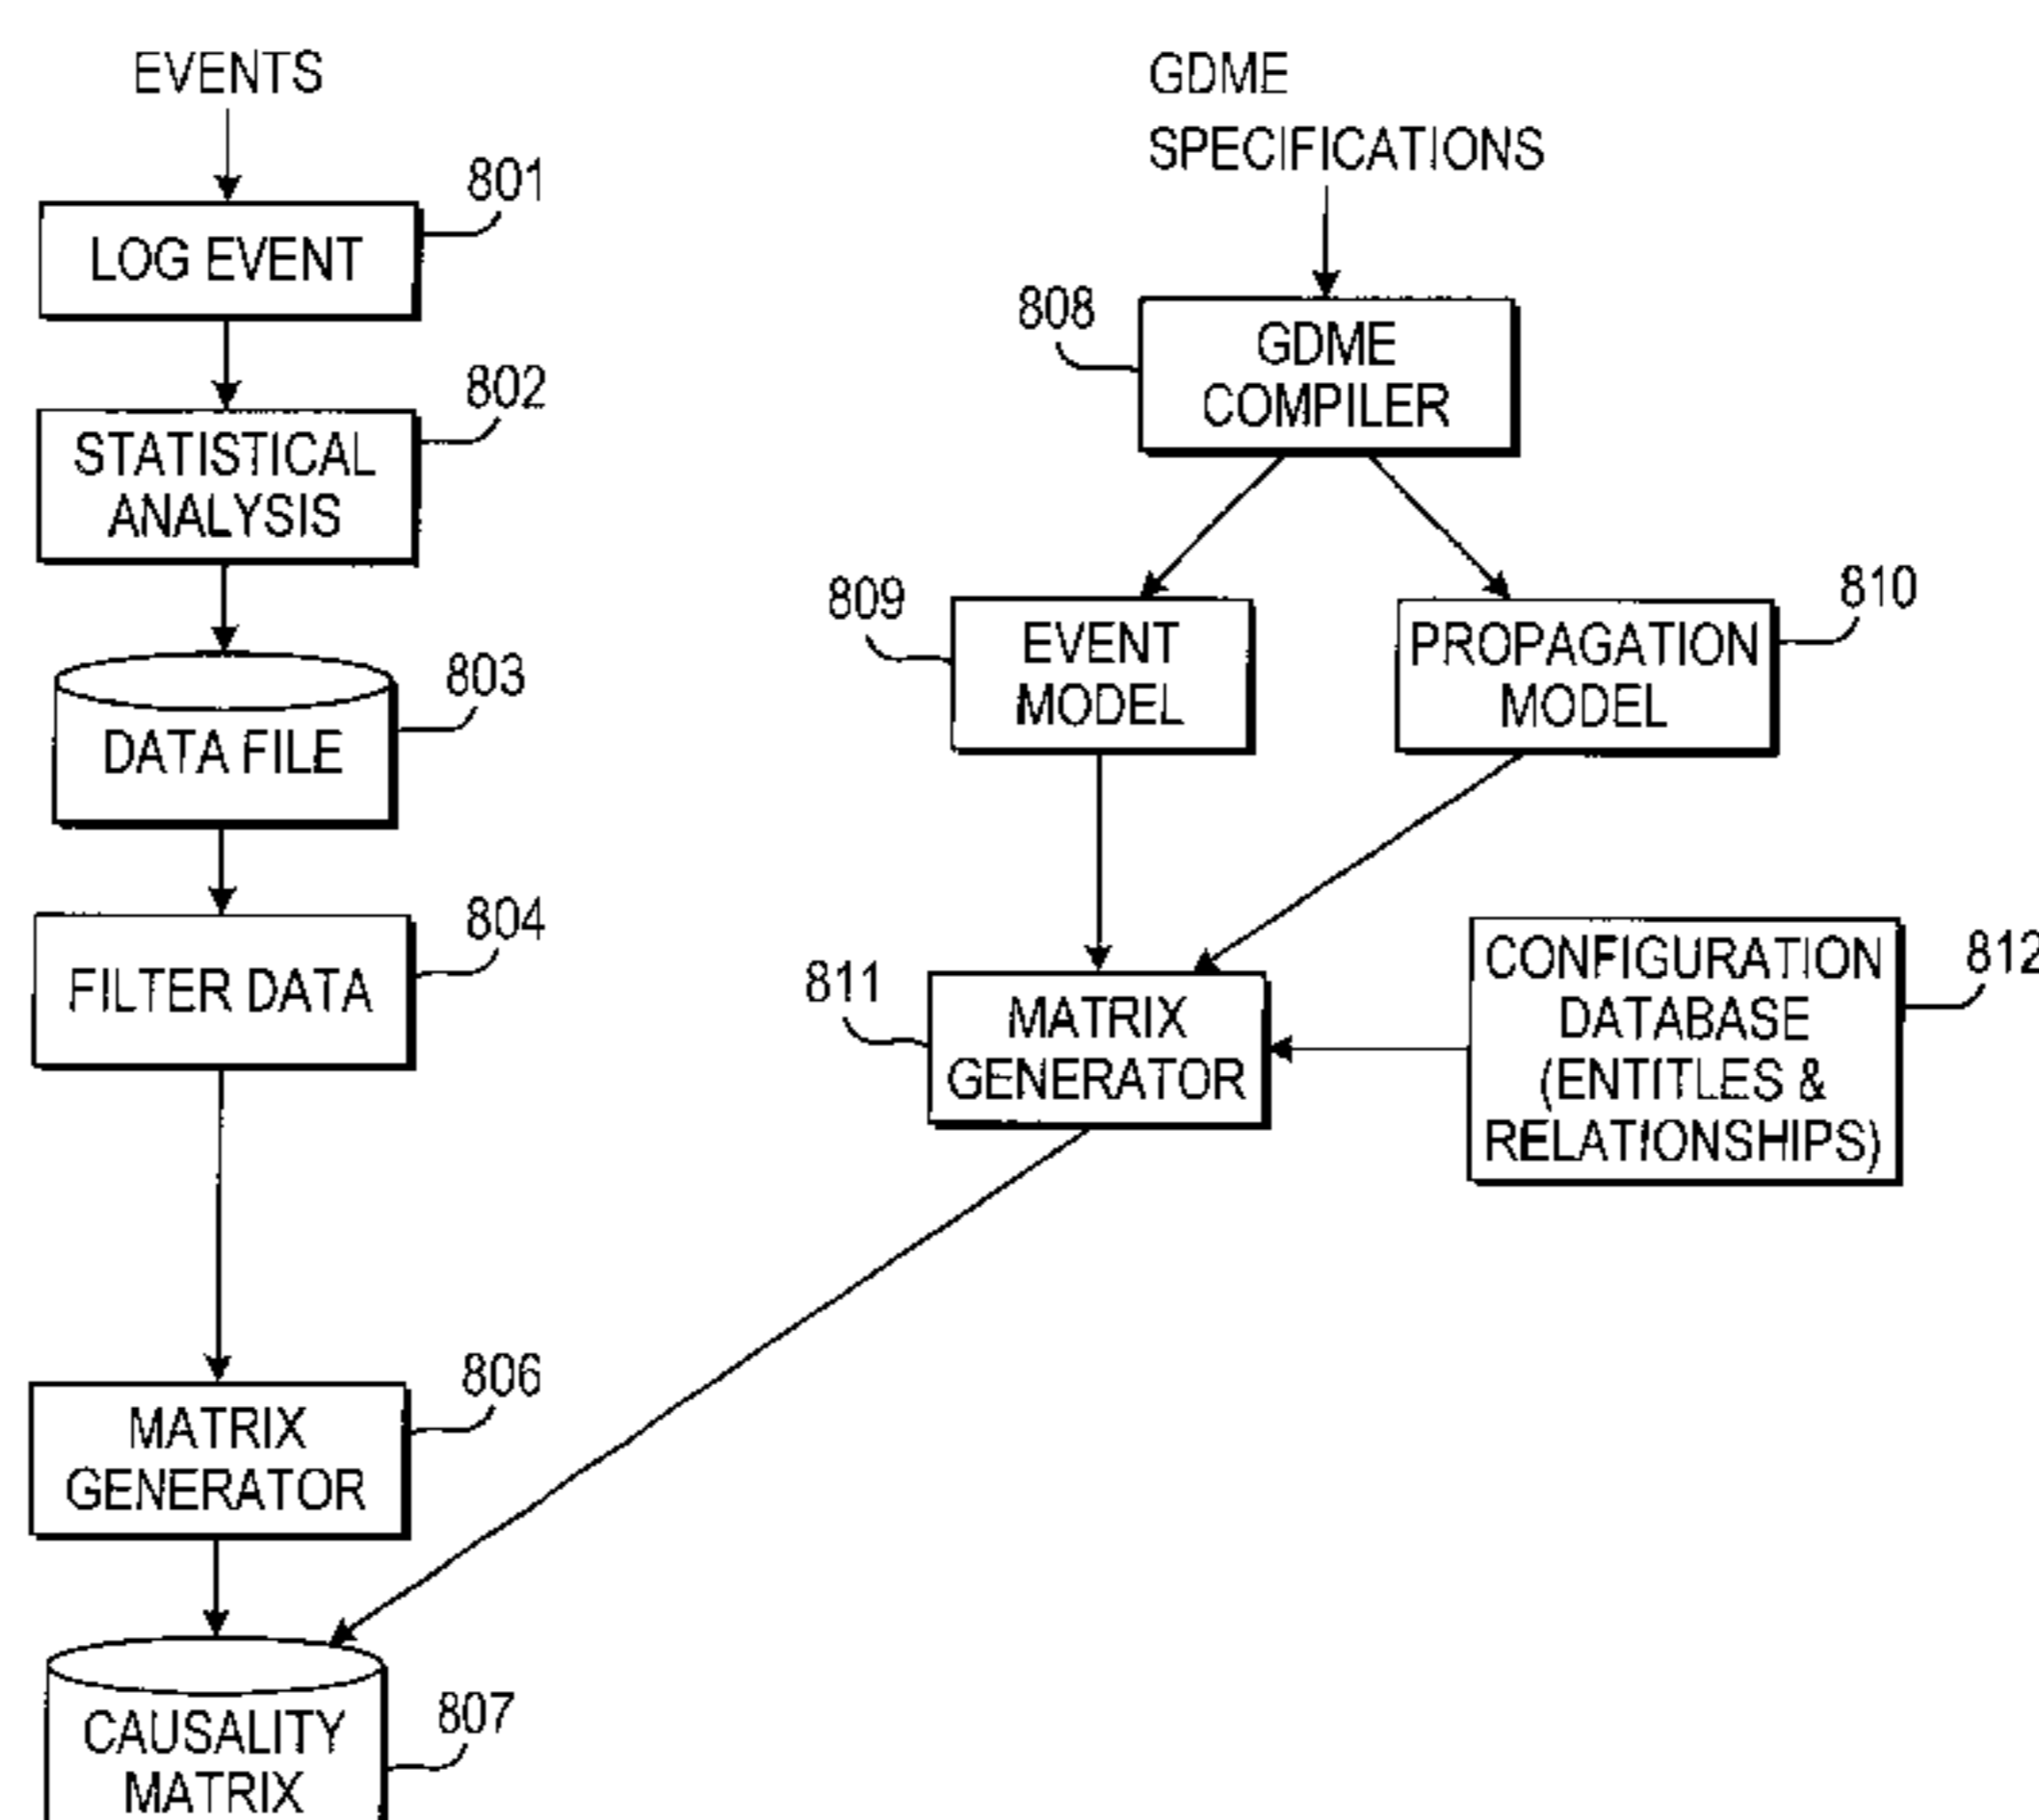 EVENTS
801
LOG EVENT
802
STATISTICAL
ANALYSIS
803
DATA FILE
804
FILTER DATA
806
MATRIX
GENERATOR
807
CAUSALITY
MATRIX
GDME
SPECIFICATIONS
808
GDME
COMPILER
809
EVENT
MODEL
810
PROPAGATION
MODEL
811
MATRIX
GENERATOR
812
CONFIGURATION
DATABASE
(ENTITLES &
RELATIONSHIPS)